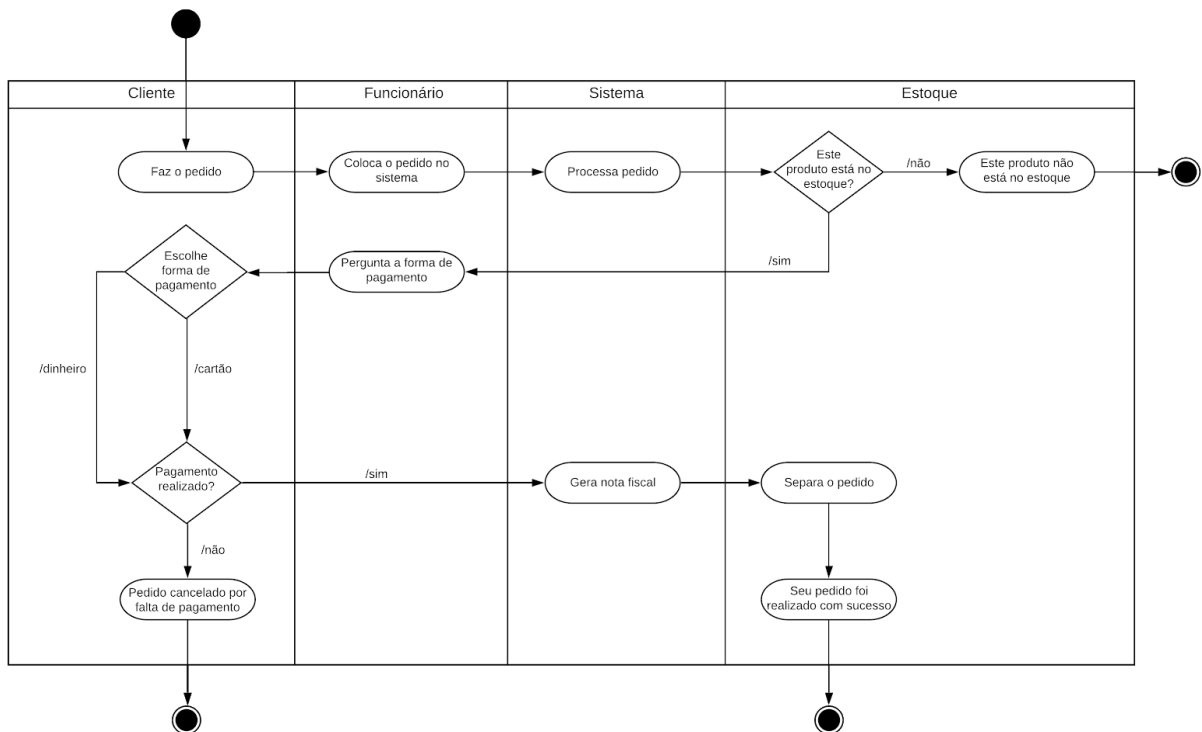 Cliente
Funcionário
Sistema
Estoque
Faz o pedido
Coloca o pedido no
sistema
Processa pedido
Este
produto está no
estoque?
/não
Este produto não
está no estoque
Escolhe
forma de
pagamento
Pergunta a forma de
pagamento
/sim
/dinheiro
/cartão
Pagamento
realizado?
/sim
Gera nota fiscal
Separa o pedido
/não
Pedido cancelado por
falta de pagamento
Seu pedido foi
realizado com sucesso